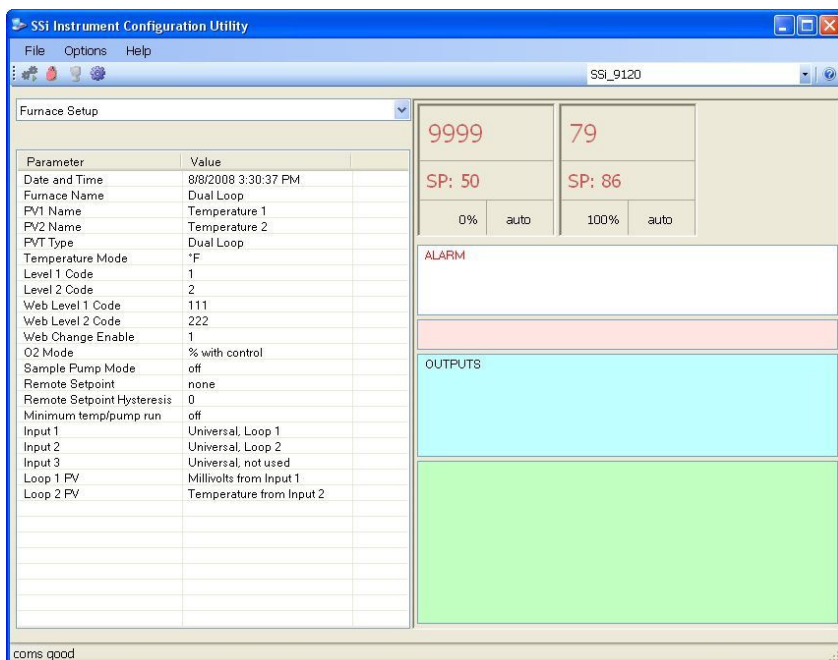 SSi Instrument Configuration Utility
File Options Help
SSi_9120
Furnace Setup
Parameter Value
Date and Time 8/8/2008 3:30:37 PM
Furnace Name Dual Loop
PV1 Name Temperature 1
PV2 Name Temperature 2
PVT Type Dual Loop
Temperature Mode °F
Level 1 Code 1
Level 2 Code 2
Web Level 1 Code 111
Web Level 2 Code 222
Web Change Enable 1
O2 Mode % with control
Sample Pump Mode off
Remote Setpoint none
Remote Setpoint Hysteresis 0
Minimum temp/pump run off
Input 1 Universal, Loop 1
Input 2 Universal, Loop 2
Input 3 Universal, not used
Loop 1 PV Millivolts from Input 1
Loop 2 PV Temperature from Input 2
9999
SP: 50
0% auto
79
SP: 86
100% auto
ALARM
OUTPUTS
coms good